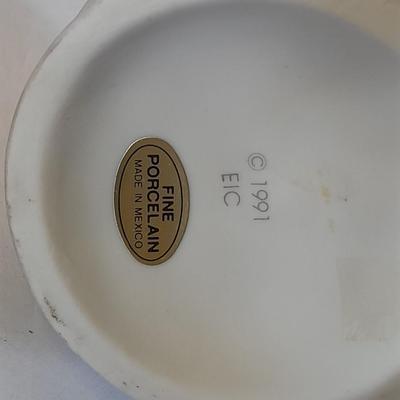 © 1991
EIC
FINE
PORCELAIN
MADE IN MEXICO